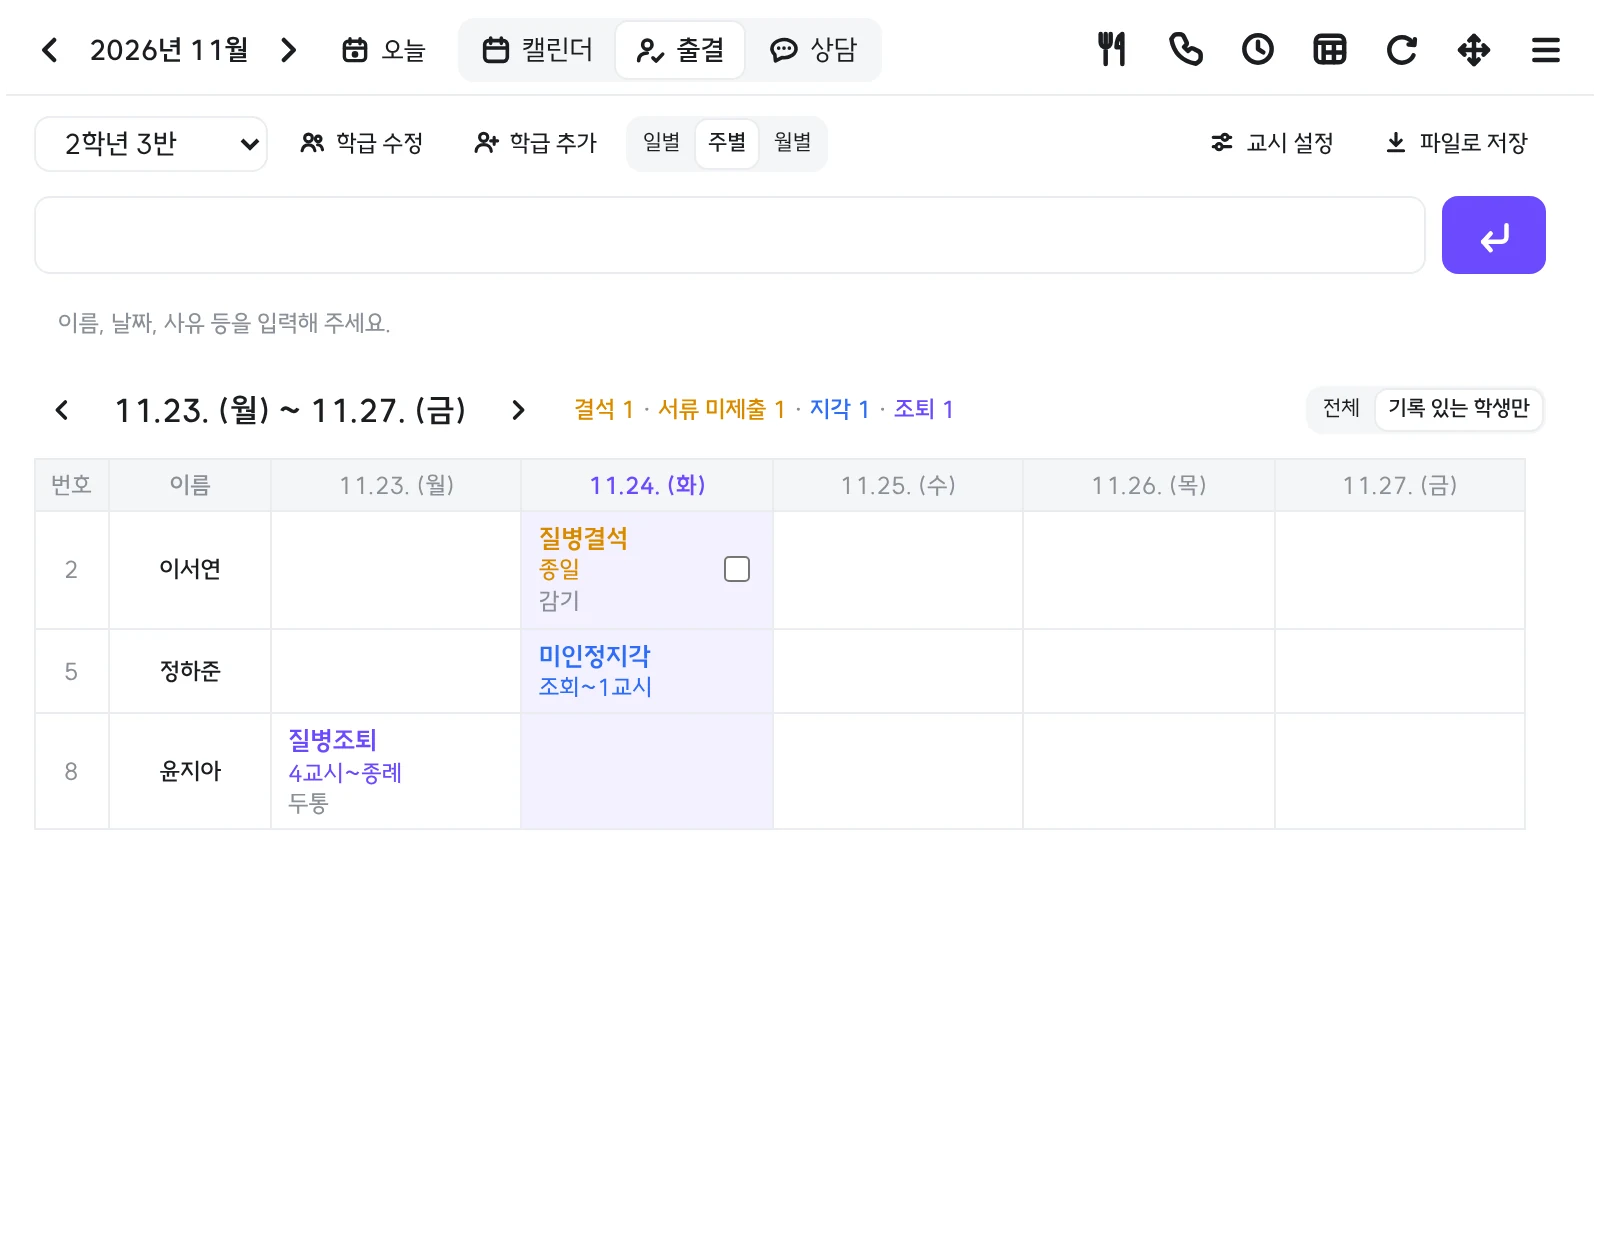 2026년 11월 오늘 캘린더 출결 상담
2학년 3반 학급 수정 학급 추가 일별 주별 월별 교시 설정 파일로 저장
이름, 날짜, 사유 등을 입력해 주세요.
11.23. (월) ~ 11.27. (금) 결석 1 · 서류 미제출 1 · 지각 1 · 조퇴 1 전체 기록 있는 학생만
번호 이름 11.23. (월) 11.24. (화) 11.25. (수) 11.26. (목) 11.27. (금)
질병결석
2 이서연 종일
감기
미인정지각
5 정하준
조회~1교시
질병조퇴
8 윤지아 4교시~종례
두통